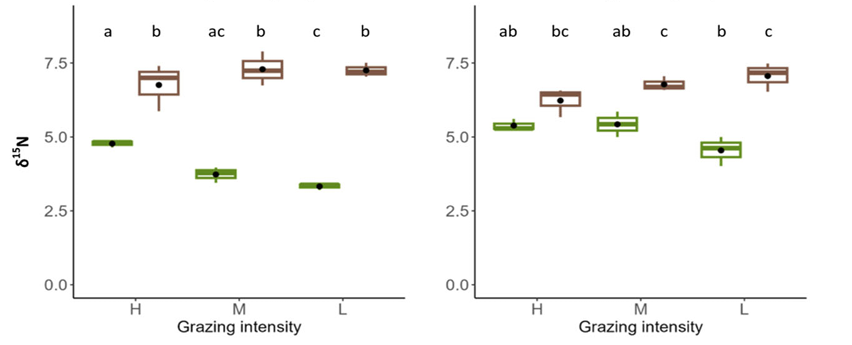 a b ac b c b
ab bc ab c b c
7.5
5.0
2.5
0.0
δ¹⁵N
H M L
Grazing intensity
7.5
5.0
2.5
0.0
H M L
Grazing intensity